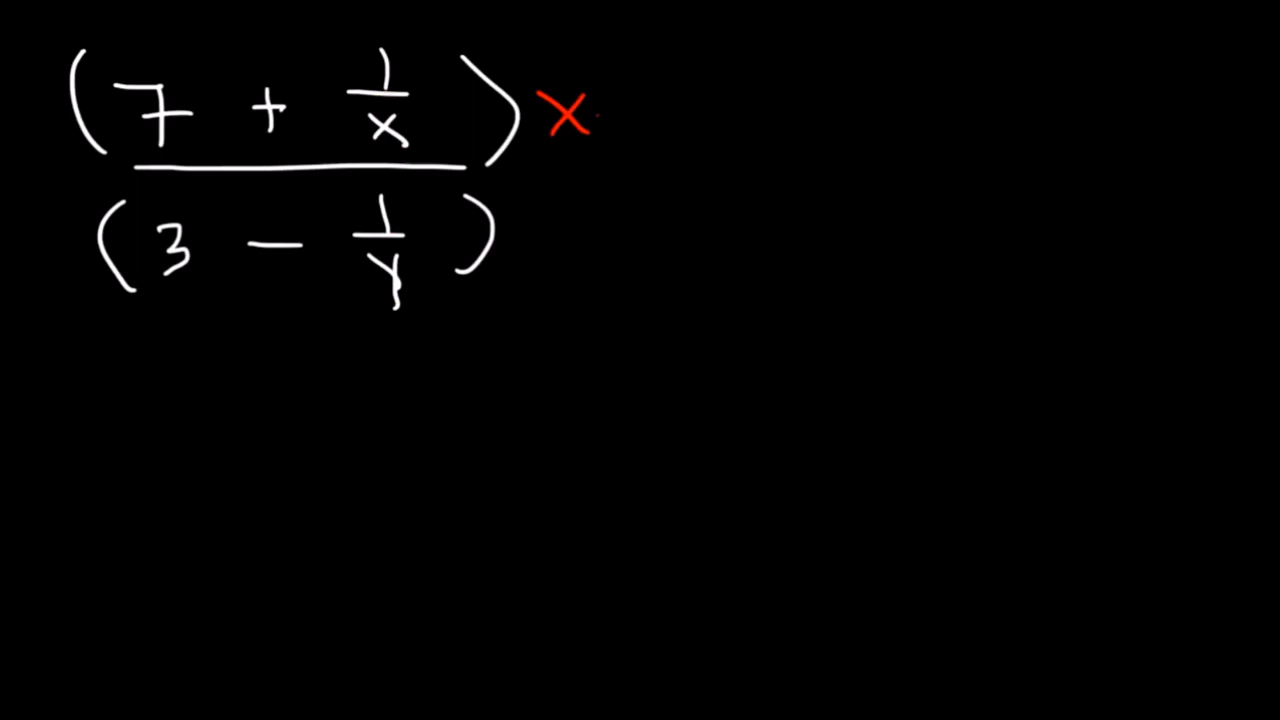 (7 + 1/x) x
(3 - 1/y)